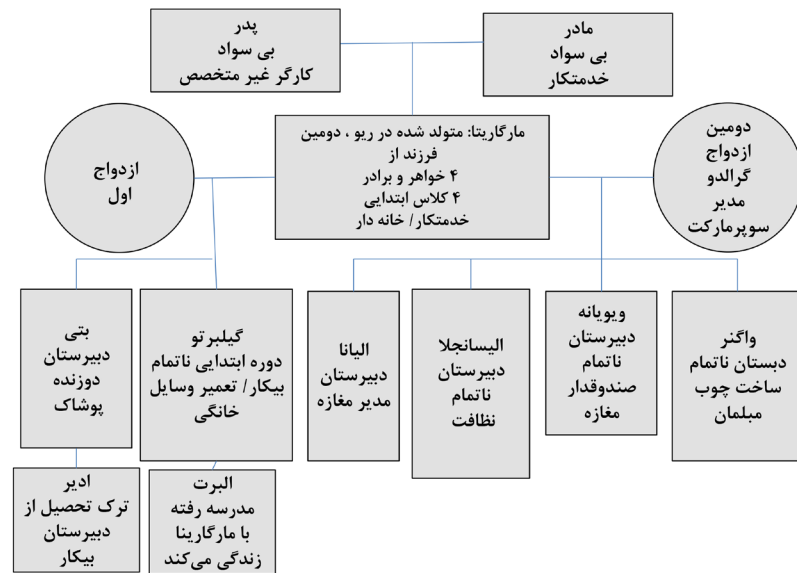 پدر
بی سواد
کارگر غیر متخصص
مادر
بی سواد
خدمتکار
ازدواج
اول
مارگاریتا: متولد شده در ریو ، دومین
فرزند از
۴ خواهر و برادر
۴ کلاس ابتدایی
خدمتکار/ خانه دار
دومین
ازدواج
گرالدو
مدیر
سوپرمارکت
بتی
دبیرستان
دوزنده
پوشاک
گیلبرتو
دوره ابتدایی ناتمام
بیکار/ تعمیر وسایل
خانگی
الیانا
دبیرستان
مدیر مغازه
الیسانجلا
دبیرستان
ناتمام
نظافت
ویویانه
دبیرستان
ناتمام
صندوقدار
مغازه
واگنر
دبستان ناتمام
ساخت چوب
مبلمان
ادیر
ترک تحصیل از
دبیرستان
بیکار
البرت
مدرسه رفته
با مارگارینا
زندگی می‌کند